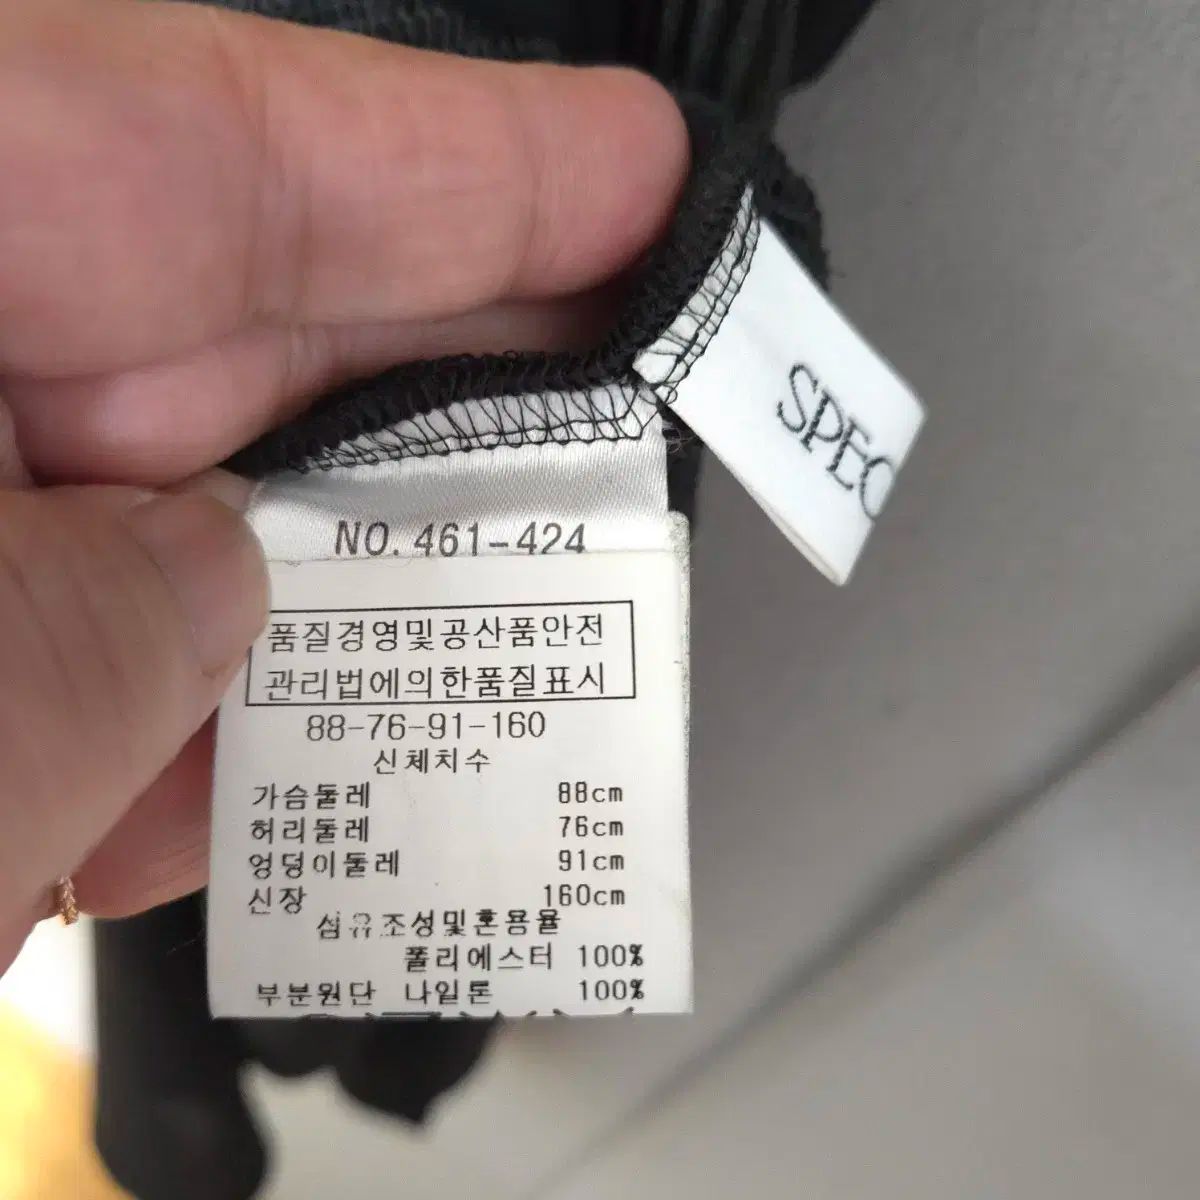 SPEC
NO. 461-424
품질경영및공산품안전
관리법에의한품질표시
88-76-91-160
신체치수
가슴둘레 88cm
허리둘레 76cm
엉덩이둘레 91cm
신장 160cm
섬유조성및혼용율
폴리에스터 100%
부분원단 나일론 100%